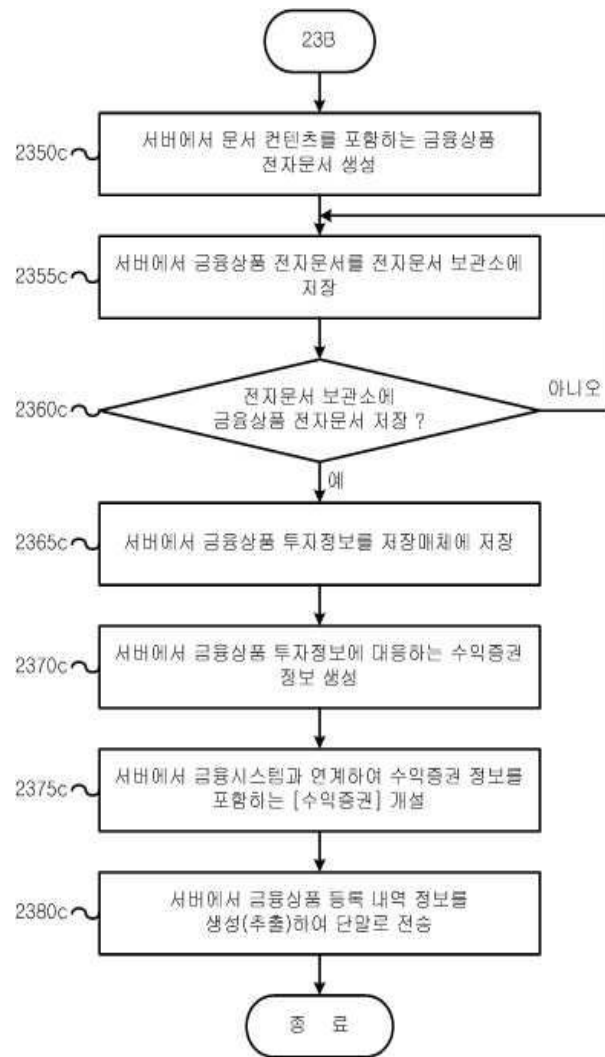 23B
2350c
서버에서 문서 컨텐츠를 포함하는 금융상품
전자문서 생성
2355c
서버에서 금융상품 전자문서를 전자문서 보관소에
저장
2360c
전자문서 보관소에
금융상품 전자문서 저장 ?
아니오
예
2365c
서버에서 금융상품 투자정보를 저장매체에 저장
2370c
서버에서 금융상품 투자정보에 대응하는 수익증권
정보 생성
2375c
서버에서 금융시스템과 연계하여 수익증권 정보를
포함하는 [수익증권] 개설
2380c
서버에서 금융상품 등록 내역 정보를
생성(추출)하여 단말로 전송
종 료